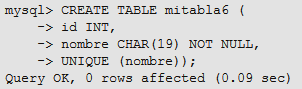 mysql> CREATE TABLE mitabla6 (
    -> id INT,
    -> nombre CHAR(19) NOT NULL,
    -> UNIQUE (nombre));
Query OK, 0 rows affected (0.09 sec)